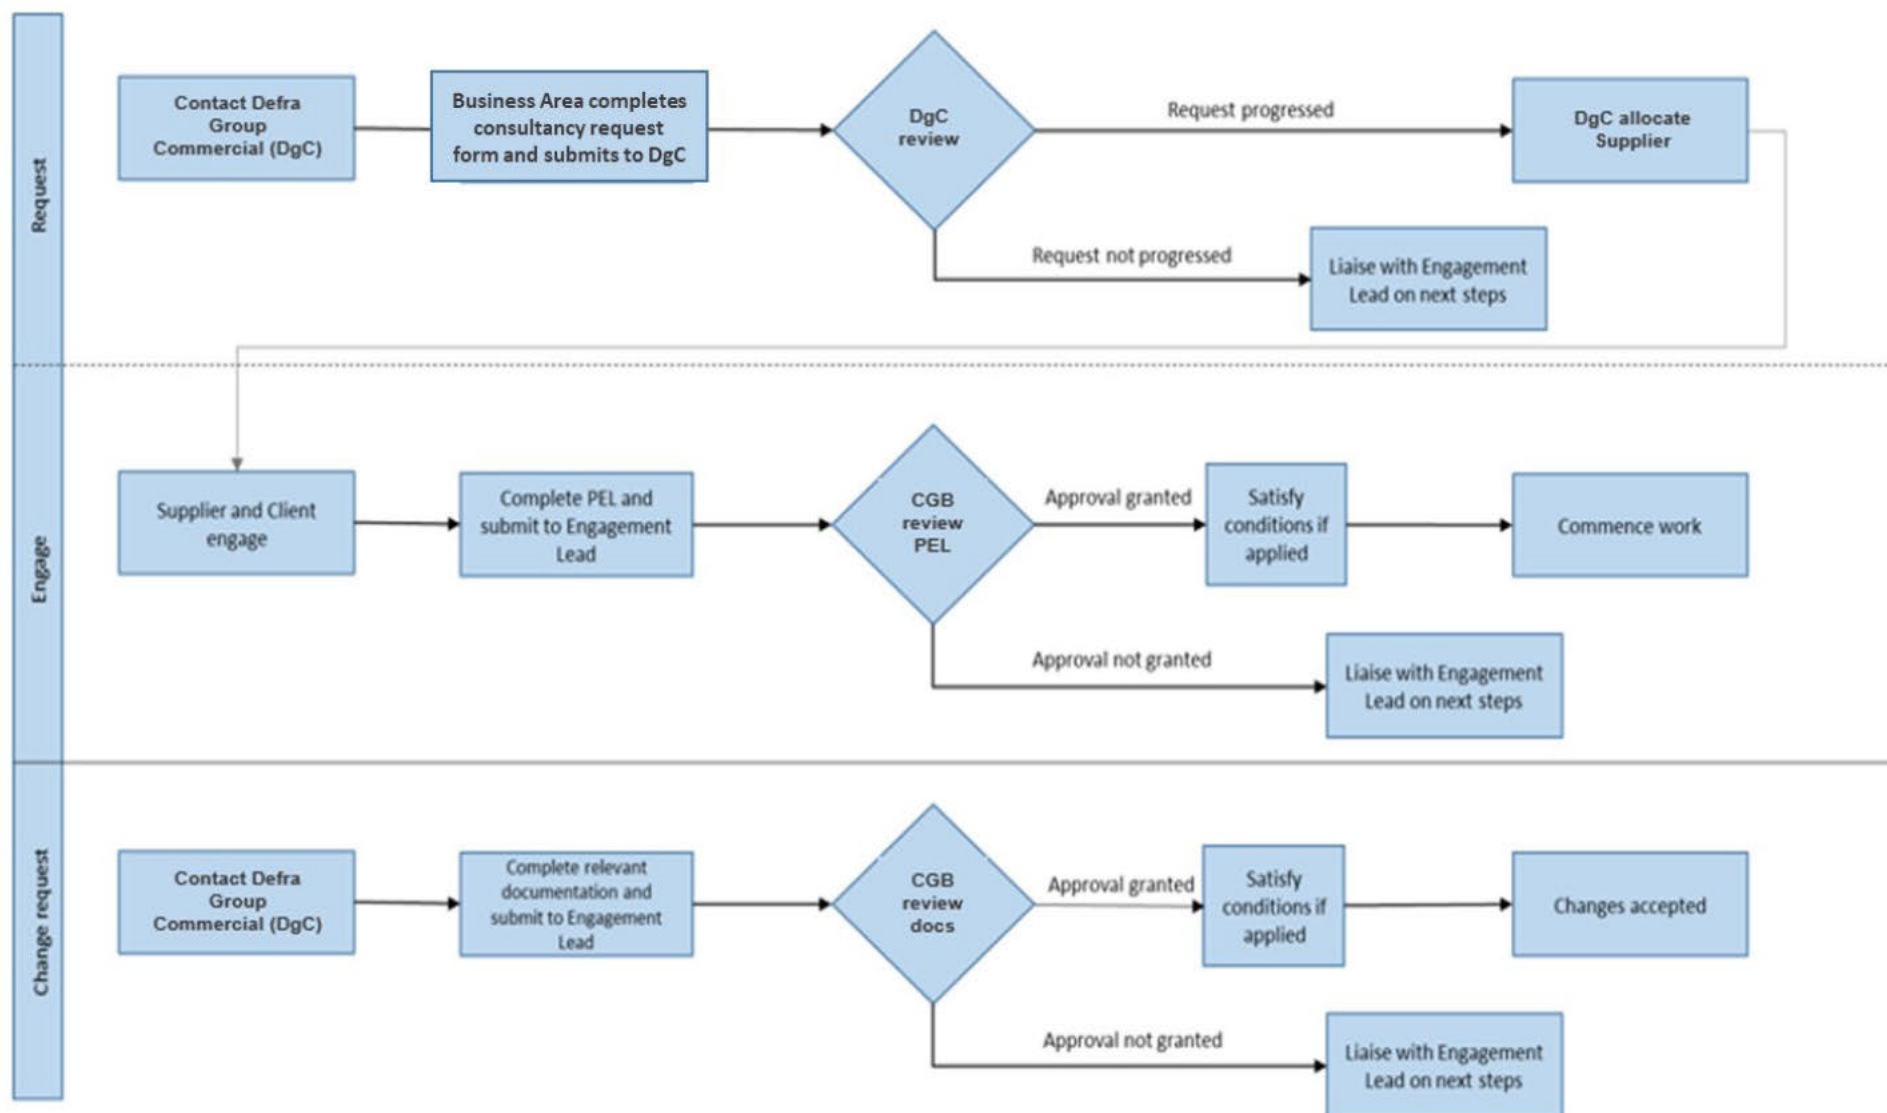 Request
Contact Defra
Group
Commercial (DgC)
Business Area completes
consultancy request
form and submits to DgC
DgC
review
Request progressed
DgC allocate
Supplier
Request not progressed
Liaise with Engagement
Lead on next steps
Engage
Supplier and Client
engage
Complete PEL and
submit to Engagement
Lead
CGB
review
PEL
Approval granted
Satisfy
conditions if
applied
Commence work
Approval not granted
Liaise with Engagement
Lead on next steps
Change request
Contact Defra
Group
Commercial (DgC)
Complete relevant
documentation and
submit to Engagement
Lead
CGB
review
docs
Approval granted
Satisfy
conditions if
applied
Changes accepted
Approval not granted
Liaise with Engagement
Lead on next steps